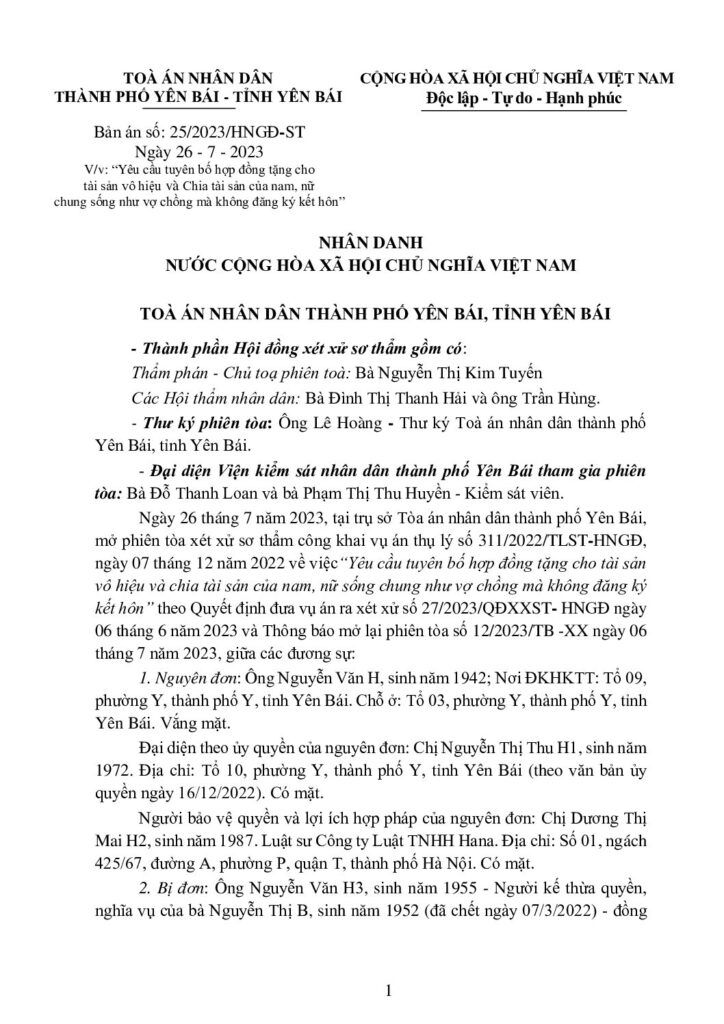 TOÀ ÁN NHÂN DÂN
THÀNH PHỐ YÊN BÁI - TỈNH YÊN BÁI
CỘNG HÒA XÃ HỘI CHỦ NGHĨA VIỆT NAM
Độc lập - Tự do - Hạnh phúc
Bản án số: 25/2023/HNGĐ-ST
Ngày 26 - 7 - 2023
V/v: “Yêu cầu tuyên bố hợp đồng tặng cho
tài sản vô hiệu và Chia tài sản của nam, nữ
chung sống như vợ chồng mà không đăng ký kết hôn”
NHÂN DANH
NƯỚC CỘNG HÒA XÃ HỘI CHỦ NGHĨA VIỆT NAM
TOÀ ÁN NHÂN DÂN THÀNH PHỐ YÊN BÁI, TỈNH YÊN BÁI
- Thành phần Hội đồng xét xử sơ thẩm gồm có:
Thẩm phán - Chủ toạ phiên toà: Bà Nguyễn Thị Kim Tuyến
Các Hội thẩm nhân dân: Bà Đình Thị Thanh Hải và ông Trần Hùng.
- Thư ký phiên tòa: Ông Lê Hoàng - Thư ký Toà án nhân dân thành phố
Yên Bái, tỉnh Yên Bái.
- Đại diện Viện kiểm sát nhân dân thành phố Yên Bái tham gia phiên
tòa: Bà Đỗ Thanh Loan và bà Phạm Thị Thu Huyền - Kiểm sát viên.
Ngày 26 tháng 7 năm 2023, tại trụ sở Tòa án nhân dân thành phố Yên Bái,
mở phiên tòa xét xử sơ thẩm công khai vụ án thụ lý số 311/2022/TLST-HNGĐ,
ngày 07 tháng 12 năm 2022 về việc “Yêu cầu tuyên bố hợp đồng tặng cho tài sản
vô hiệu và chia tài sản của nam, nữ sống chung như vợ chồng mà không đăng ký
kết hôn” theo Quyết định đưa vụ án ra xét xử số 27/2023/QĐXXST- HNGĐ ngày
06 tháng 6 năm 2023 và Thông báo mở lại phiên tòa số 12/2023/TB -XX ngày 06
tháng 7 năm 2023, giữa các đương sự:
1. Nguyên đơn: Ông Nguyễn Văn H, sinh năm 1942; Nơi ĐKHKTT: Tổ 09,
phường Y, thành phố Y, tỉnh Yên Bái. Chỗ ở: Tổ 03, phường Y, thành phố Y, tỉnh
Yên Bái. Vắng mặt.
Đại diện theo ủy quyền của nguyên đơn: Chị Nguyễn Thị Thu H1, sinh năm
1972. Địa chỉ: Tổ 10, phường Y, thành phố Y, tỉnh Yên Bái (theo văn bản ủy
quyền ngày 16/12/2022). Có mặt.
Người bảo vệ quyền và lợi ích hợp pháp của nguyên đơn: Chị Dương Thị
Mai H2, sinh năm 1987. Luật sư Công ty Luật TNHH Hana. Địa chỉ: Số 01, ngách
425/67, đường A, phường P, quận T, thành phố Hà Nội. Có mặt.
2. Bị đơn: Ông Nguyễn Văn H3, sinh năm 1955 - Người kế thừa quyền,
nghĩa vụ của bà Nguyễn Thị B, sinh năm 1952 (đã chết ngày 07/3/2022) - đồng
1